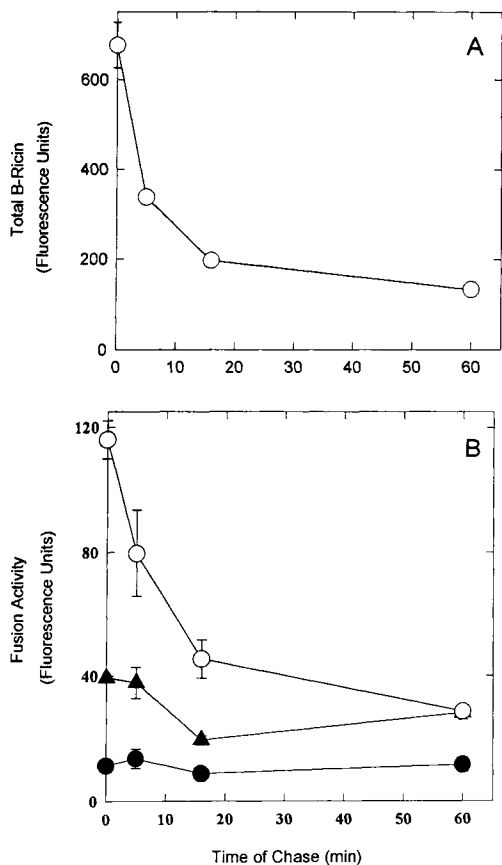 A
600
400
200
0
Total B-Ricin
(Fluorescence Units)
0 10 20 30 40 50 60
B
120
80
40
0
Fusion Activity
(Fluorescence Units)
0 10 20 30 40 50 60
Time of Chase (min)